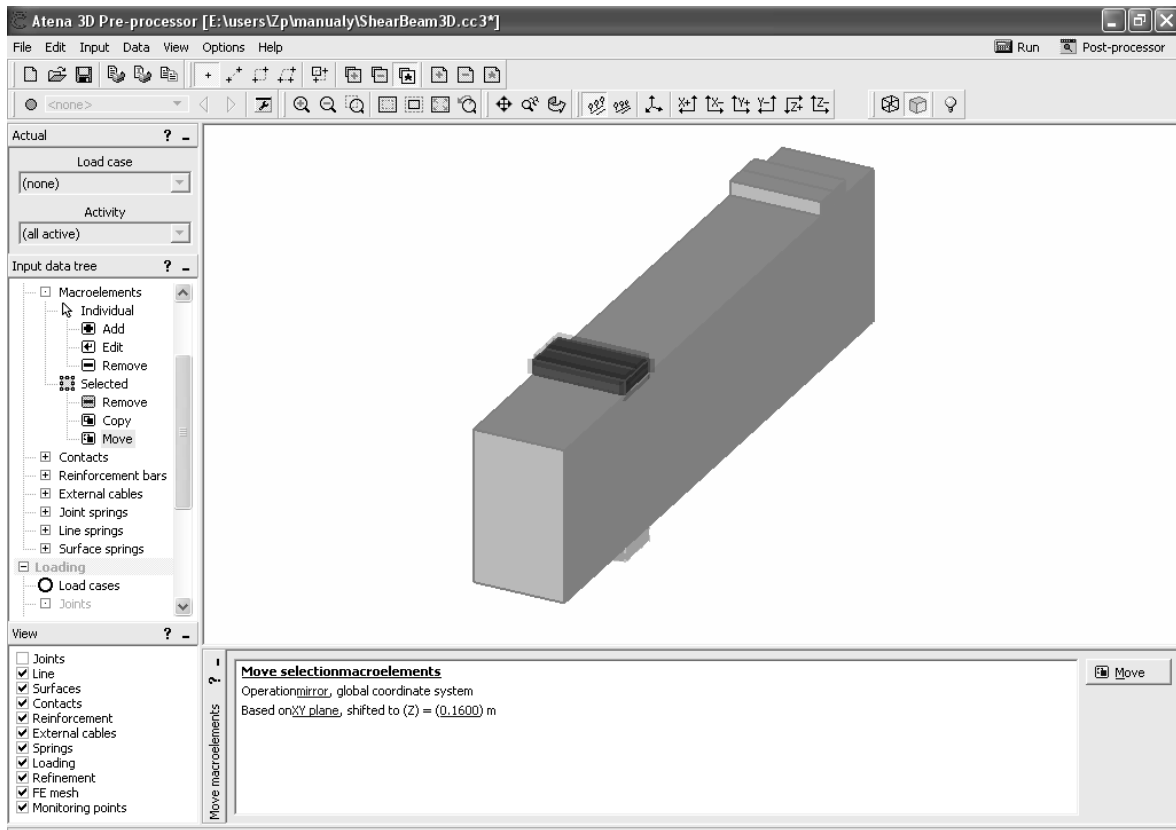 Atena 3D Pre-processor [E:\users\Zp\manualy\ShearBeam3D.cc3*]
File Edit Input Data View Options Help Run Post-processor
<none> X+ X- Y+ Y- Z+ Z-
Actual ? _
Load case
(none)
Activity
(all active)
Input data tree ? _
Macroelements
Individual
Add
Edit
Remove
Selected
Remove
Copy
Move
Contacts
Reinforcement bars
External cables
Joint springs
Line springs
Surface springs
Loading
Load cases
Joints
View ? _
Joints
Line
Surfaces
Contacts
Reinforcement
External cables
Springs
Loading
Refinement
FE mesh
Monitoring points
Move macroelements ? _
Move selectionmacroelements
Operationmirror, global coordinate system
Based onXY plane, shifted to (Z) = (0.1600) m
Move